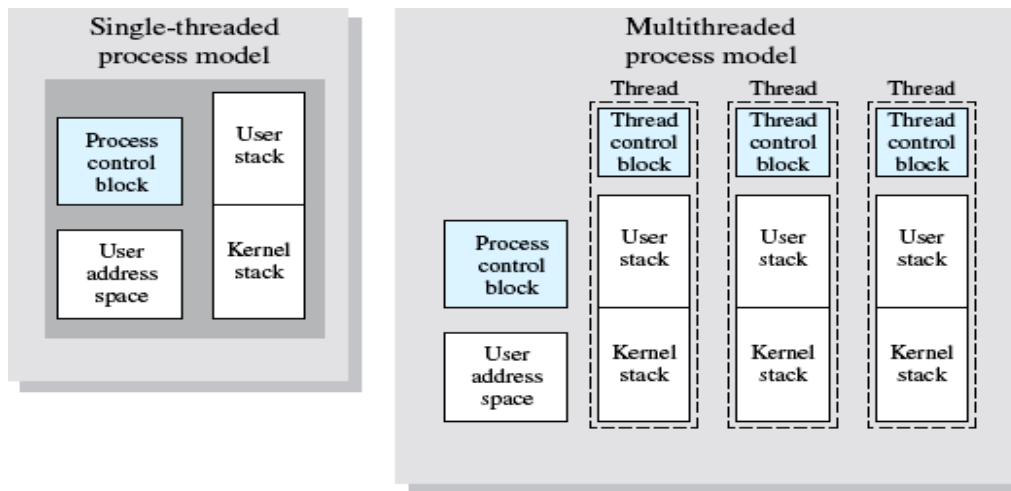 Single-threaded
process model
Process
control
block
User
stack
User
address
space
Kernel
stack
Multithreaded
process model
Thread
Thread
Thread
Thread
control
block
Thread
control
block
Thread
control
block
Process
control
block
User
stack
User
stack
User
stack
User
address
space
Kernel
stack
Kernel
stack
Kernel
stack